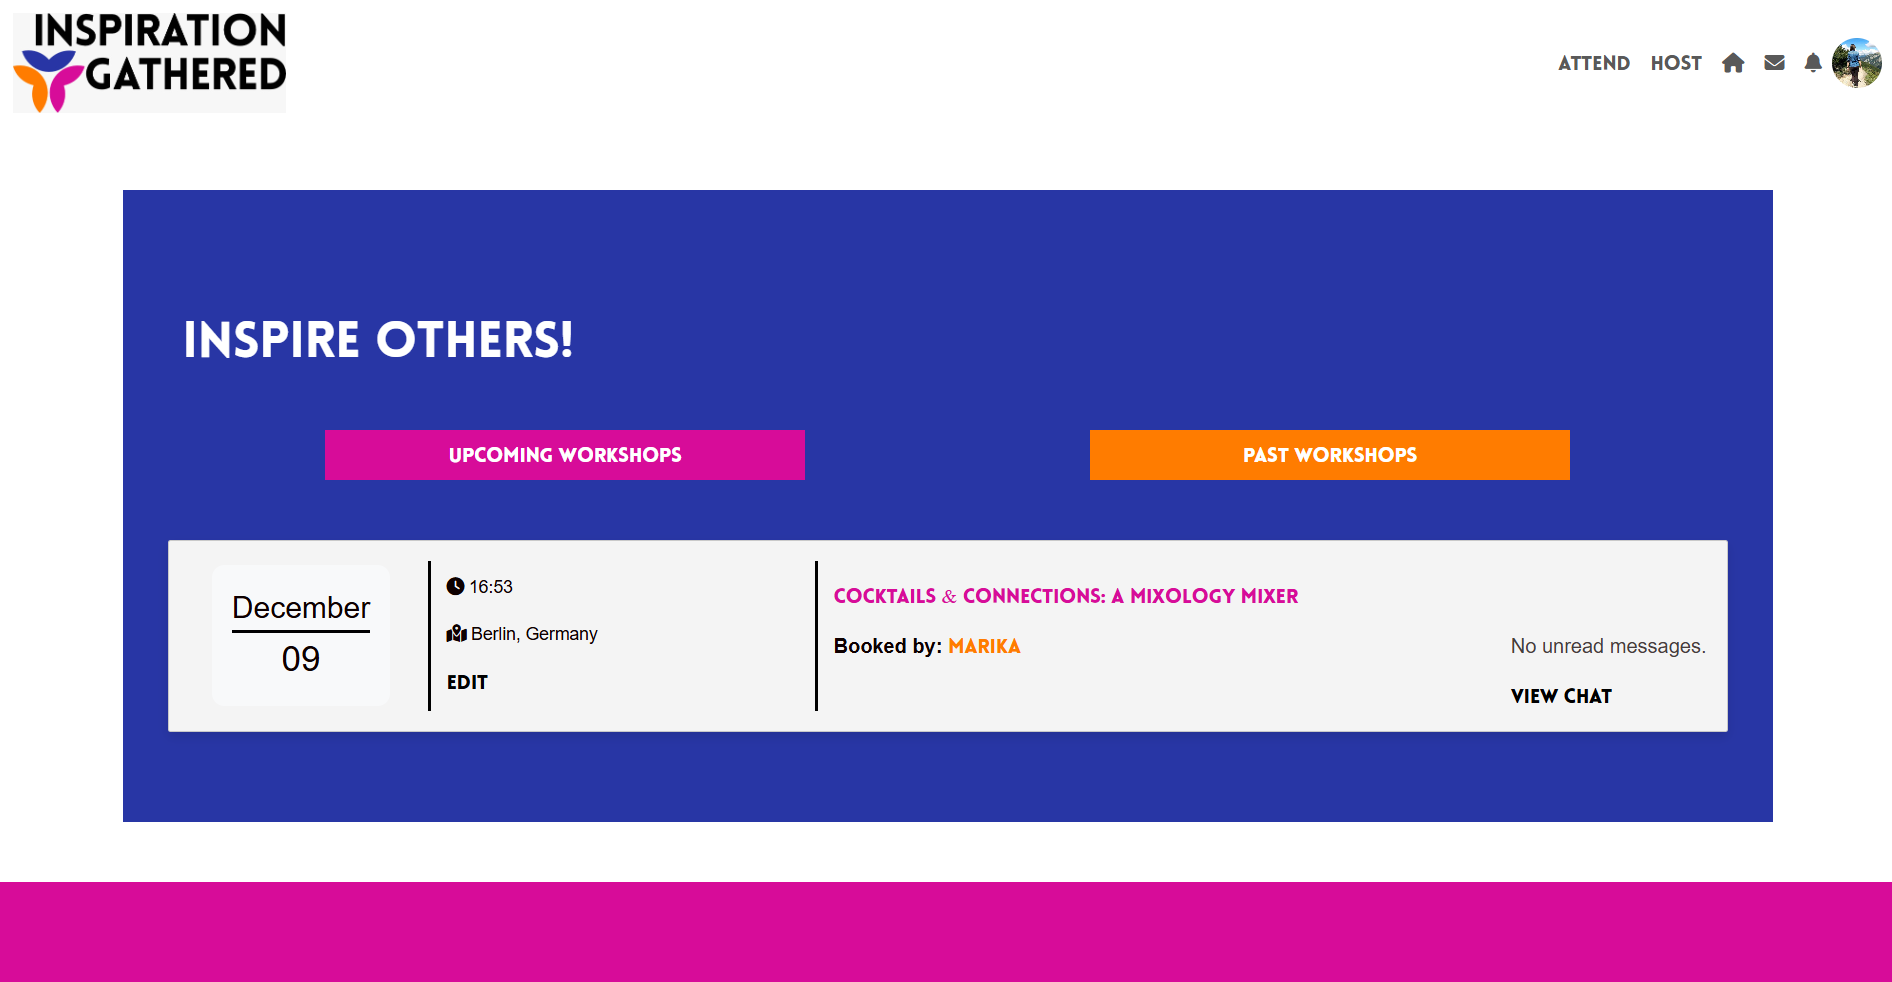 INSPIRATION
GATHERED
ATTEND HOST
INSPIRE OTHERS!
UPCOMING WORKSHOPS
PAST WORKSHOPS
December
09
16:53
Berlin, Germany
EDIT
COCKTAILS & CONNECTIONS: A MIXOLOGY MIXER
Booked by: MARIKA
No unread messages.
VIEW CHAT